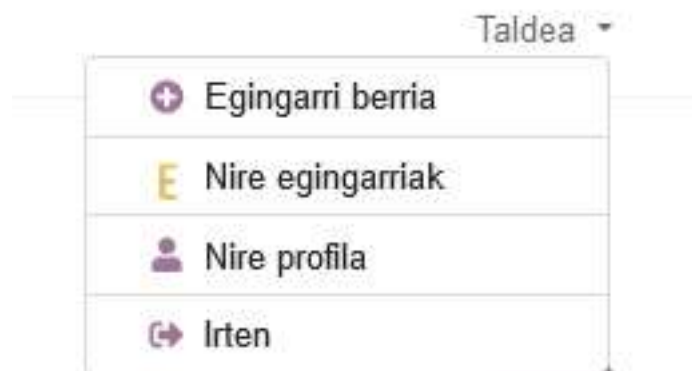 Taldea
Egingarri berria
E Nire egingarriak
Nire profila
Irten